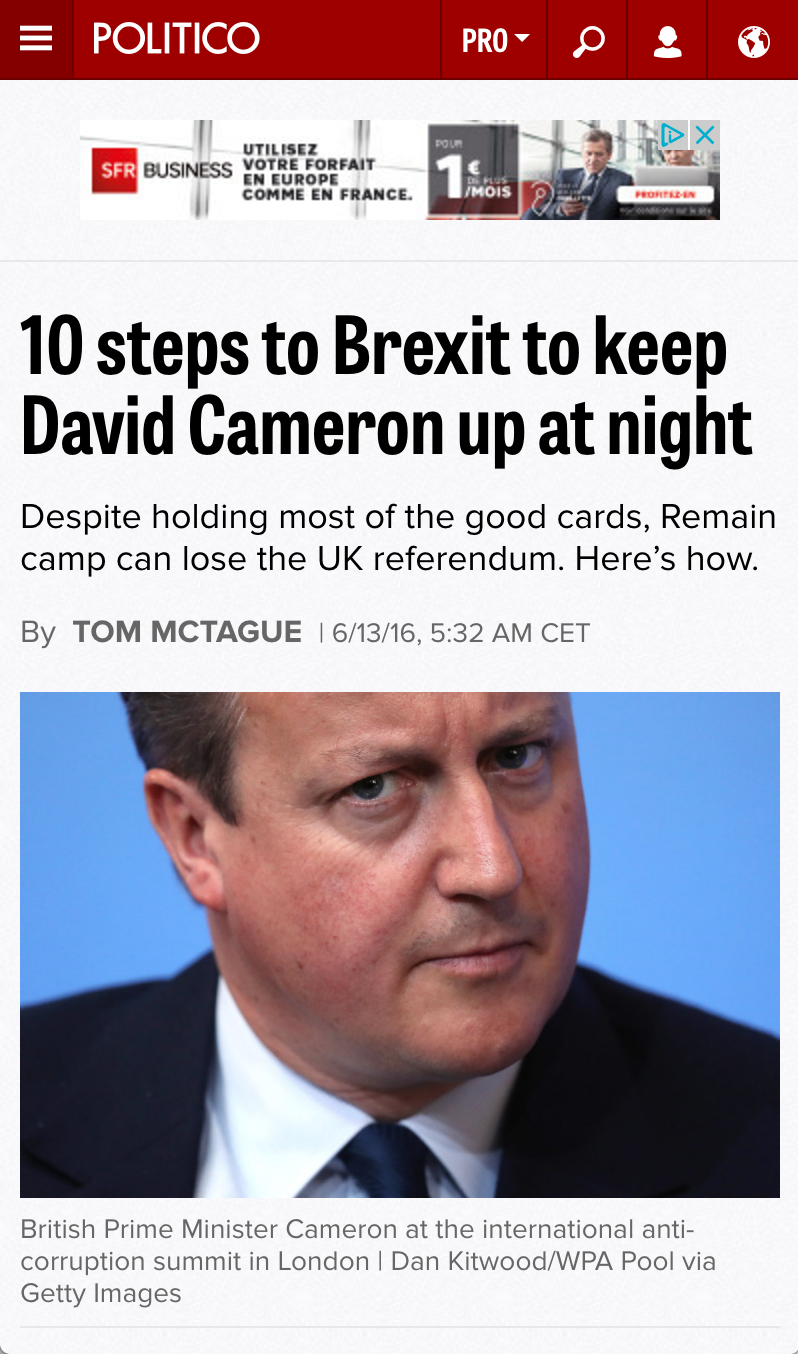 POLITICO
PRO
SFR BUSINESS
UTILISEZ
VOTRE FORFAIT
EN EUROPE
COMME EN FRANCE.
POUR
1€
DE PLUS
/MOIS
PROFITEZ-EN
10 steps to Brexit to keep
David Cameron up at night
Despite holding most of the good cards, Remain
camp can lose the UK referendum. Here’s how.
By TOM MCTAGUE | 6/13/16, 5:32 AM CET
British Prime Minister Cameron at the international anti-
corruption summit in London | Dan Kitwood/WPA Pool via
Getty Images